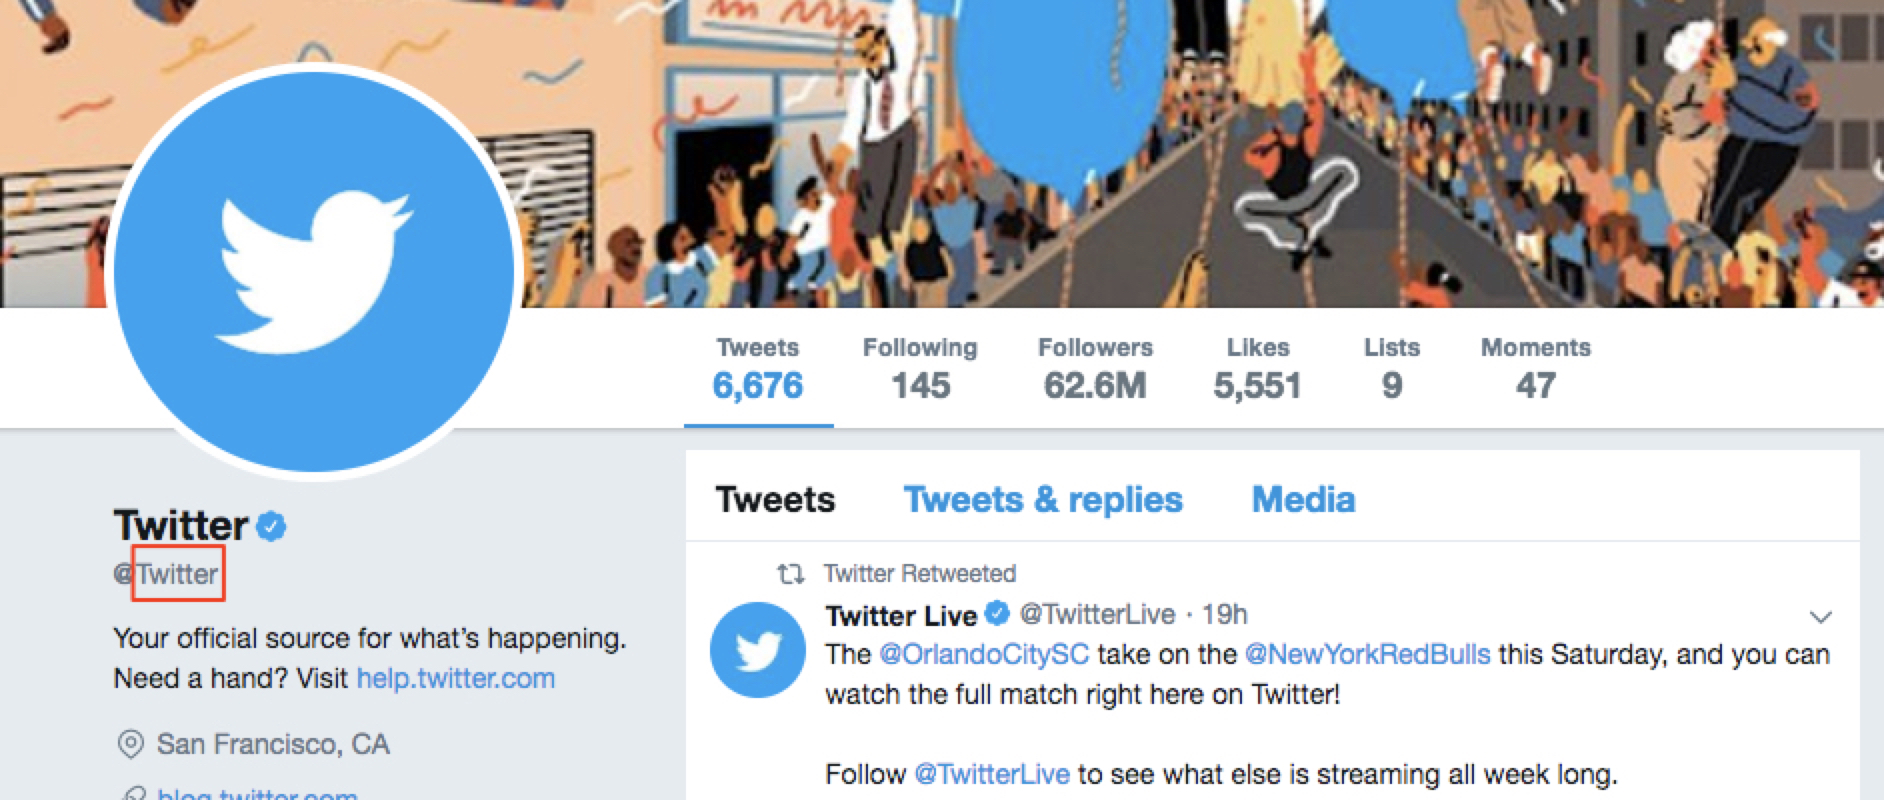 Tweets Following Followers Likes Lists Moments
6,676 145 62.6M 5,551 9 47
Twitter
@Twitter
Your official source for what's happening.
Need a hand? Visit help.twitter.com
San Francisco, CA
blog.twitter.com
Tweets Tweets & replies Media
Twitter Retweeted
Twitter Live @TwitterLive · 19h
The @OrlandoCitySC take on the @NewYorkRedBulls this Saturday, and you can
watch the full match right here on Twitter!
Follow @TwitterLive to see what else is streaming all week long.